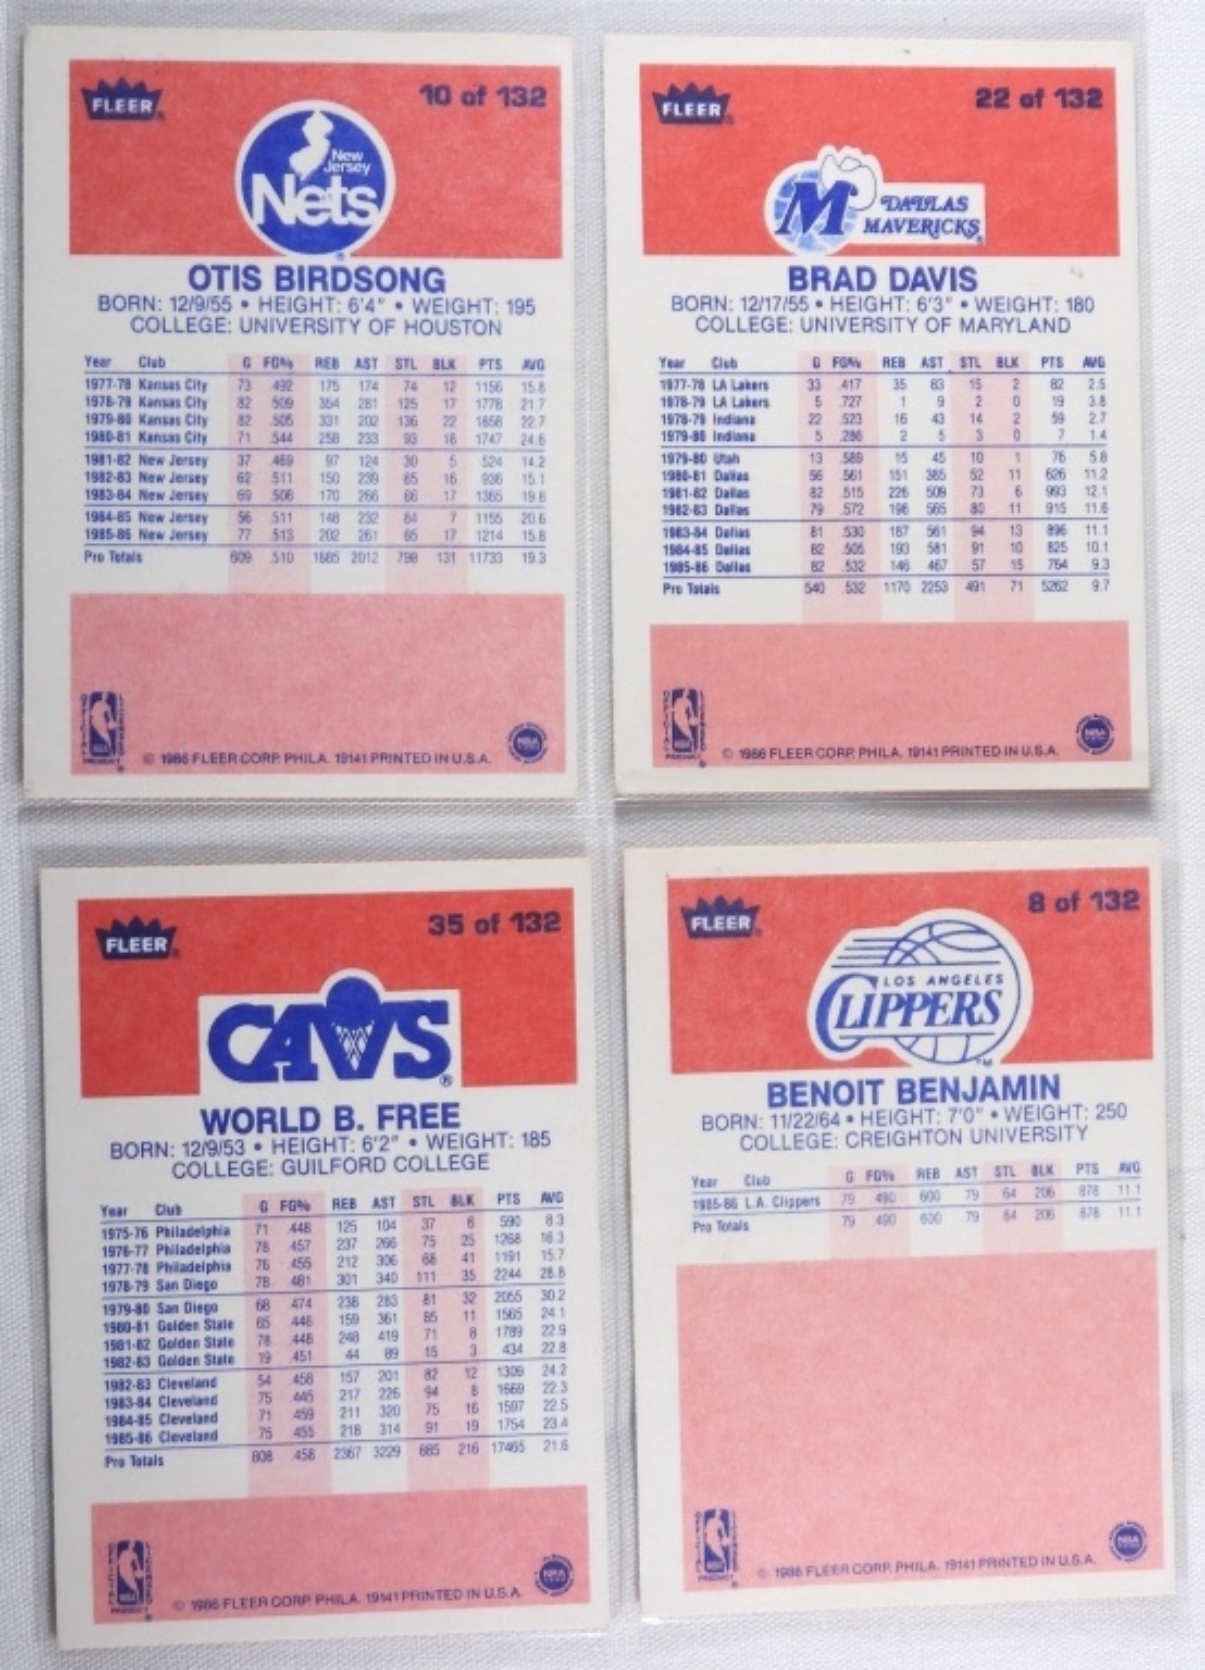 FLEER
10 of 132
New Jersey
Nets
OTIS BIRDSONG
BORN: 12/9/55 • HEIGHT: 6'4" • WEIGHT: 195
COLLEGE: UNIVERSITY OF HOUSTON
Year Club G FG% REB AST STL BLK PTS AVG
1977-78 Kansas City 73 .492 175 174 74 12 1156 15.8
1978-79 Kansas City 82 .509 354 281 125 17 1778 21.7
1979-80 Kansas City 82 .505 331 202 136 22 1858 22.7
1980-81 Kansas City 71 .544 258 233 93 18 1747 24.6
1981-82 New Jersey 37 .469 97 124 30 5 524 14.2
1982-83 New Jersey 62 .511 150 239 85 16 936 15.1
1983-84 New Jersey 69 .508 170 266 86 17 1365 19.8
1984-85 New Jersey 56 .511 148 232 84 7 1155 20.6
1985-86 New Jersey 77 .513 202 261 85 17 1214 15.8
Pro Totals 609 .510 1885 2012 798 131 11733 19.3
OFFICIAL LICENSED PRODUCT
© 1986 FLEER CORP. PHILA. 19141 PRINTED IN U.S.A.
FLEER
22 of 132
M DALLAS
MAVERICKS
BRAD DAVIS
BORN: 12/17/55 • HEIGHT: 6'3" • WEIGHT: 180
COLLEGE: UNIVERSITY OF MARYLAND
Year Club G FG% REB AST STL BLK PTS AVG
1977-78 LA Lakers 33 .417 35 83 15 2 82 2.5
1978-79 LA Lakers 5 .727 1 9 2 0 19 3.8
1978-79 Indiana 22 .523 16 43 14 2 59 2.7
1979-80 Indiana 5 .286 2 5 3 0 7 1.4
1979-80 Utah 13 .589 15 45 10 1 76 5.8
1980-81 Dallas 56 .561 151 385 52 11 626 11.2
1981-82 Dallas 82 .515 226 509 73 6 993 12.1
1982-83 Dallas 79 .572 198 565 80 11 915 11.6
1983-84 Dallas 81 .530 187 561 94 13 896 11.1
1984-85 Dallas 82 .505 193 581 91 10 825 10.1
1985-86 Dallas 82 .532 146 467 57 15 764 9.3
Pro Totals 540 .532 1170 2253 491 71 5262 9.7
OFFICIAL PRODUCT
NBA
© 1986 FLEER CORP. PHILA. 19141 PRINTED IN U.S.A.
FLEER
35 of 132
CAVS
WORLD B. FREE
BORN: 12/9/53 • HEIGHT: 6'2" • WEIGHT: 185
COLLEGE: GUILFORD COLLEGE
Year Club G FG% REB AST STL BLK PTS AVG
1975-76 Philadelphia 71 .448 125 104 37 6 590 8.3
1976-77 Philadelphia 78 .457 237 266 75 25 1268 16.3
1977-78 Philadelphia 76 .455 212 306 68 41 1191 15.7
1978-79 San Diego 78 .481 301 340 111 35 2244 28.8
1979-80 San Diego 68 .474 238 283 81 32 2055 30.2
1980-81 Golden State 65 .446 159 361 85 11 1565 24.1
1981-82 Golden State 78 .448 248 419 71 8 1789 22.9
1982-83 Golden State 19 .451 44 89 15 3 434 22.8
1982-83 Cleveland 54 .458 157 201 82 12 1309 24.2
1983-84 Cleveland 75 .445 217 226 94 8 1669 22.3
1984-85 Cleveland 71 .459 211 320 75 16 1597 22.5
1985-86 Cleveland 75 .455 218 314 91 19 1754 23.4
Pro Totals 808 .458 2367 3229 885 216 17465 21.6
PRODUCT
NBA
© 1986 FLEER CORP. PHILA. 19141 PRINTED IN U.S.A.
FLEER
8 of 132
LOS ANGELES
CLIPPERS
TM
BENOIT BENJAMIN
BORN: 11/22/64 • HEIGHT: 7'0" • WEIGHT: 250
COLLEGE: CREIGHTON UNIVERSITY
Year Club G FG% REB AST STL BLK PTS AVG
1985-86 L.A. Clippers 79 .490 600 79 64 206 878 11.1
Pro Totals 79 .490 600 79 64 206 878 11.1
PRODUCT
NBA
© 1986 FLEER CORP. PHILA. 19141 PRINTED IN U.S.A.